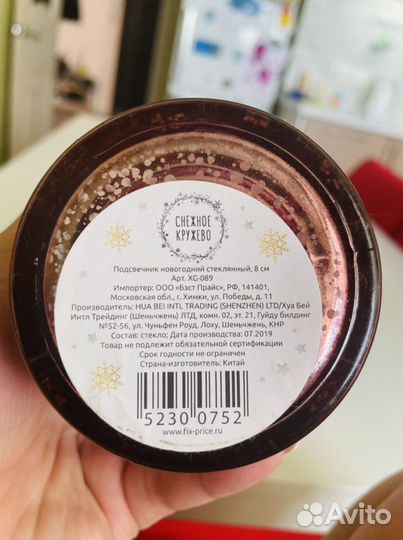 СНЕЖНОЕ
КРУЖЕВО
Подсвечник новогодний стеклянный, 8 см
Арт. XG-089
Импортер: ООО «Бэст Прайс», РФ, 141401,
Московская обл., г. Химки, ул. Победы, д. 11
Производитель: HUA BEI INTL TRADING (SHENZHEN) LTD/Хуа Бей
Интл Трейдинг (Шеньчжень) ЛТД, комн. 02, эт. 21, Гуйду билдинг
№52-56, ул. Чуньфен Роуд, Лоху, Шеньчжень, КНР
Состав: стекло; Дата производства: 07.2019
Товар не подлежит обязательной сертификации
Срок годности не ограничен
Страна-изготовитель: Китай
5230 0752
www.fix-price.ru
Avito